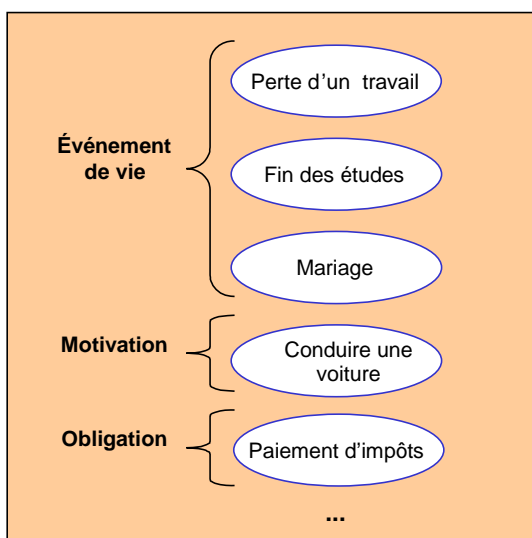 Événement
de vie
Perte d'un travail
Fin des études
Mariage
Motivation
Conduire une
voiture
Obligation
Paiement d'impôts
...